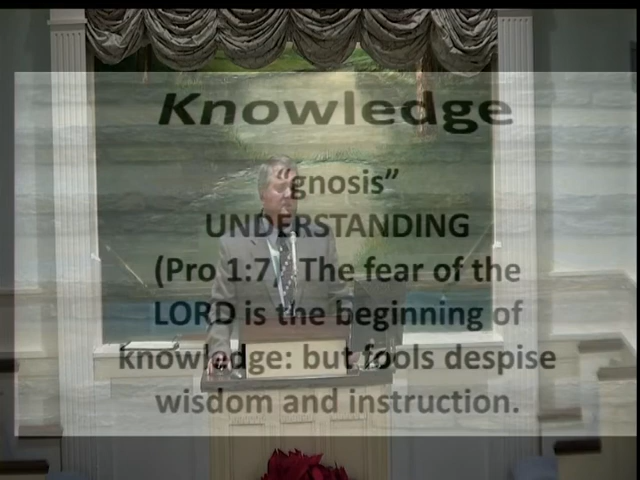 Knowledge
“gnosis”
UNDERSTANDING
(Pro 1:7) The fear of the
LORD is the beginning of
knowledge: but fools despise
wisdom and instruction.